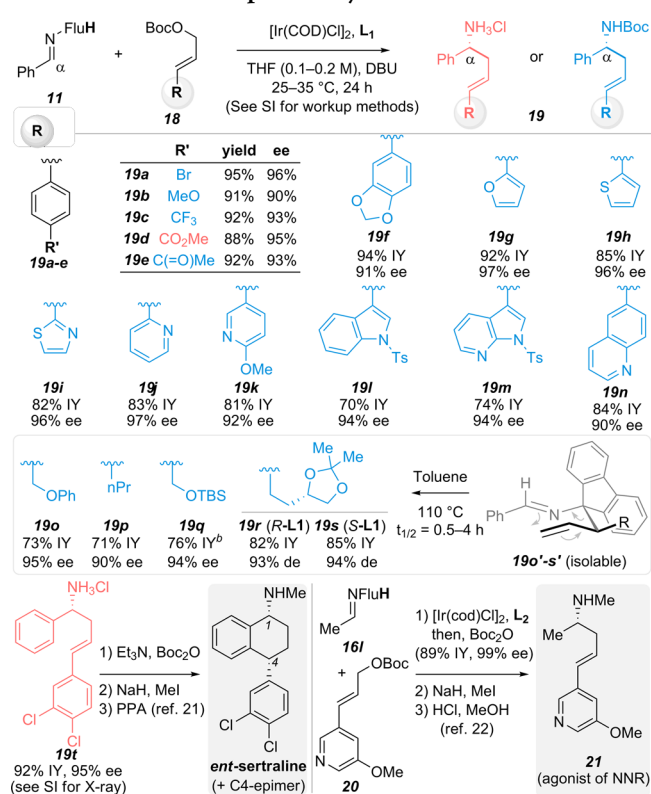 N FluH
Ph α
11
+
BocO
R
18
[Ir(COD)Cl]2, L1
THF (0.1–0.2 M), DBU
25–35 °C, 24 h
(See SI for workup methods)
NH3Cl
Ph α
R
or
19
NHBoc
Ph α
R
R
R'
19a-e
R' yield ee
19a Br 95% 96%
19b MeO 91% 90%
19c CF3 92% 93%
19d CO2Me 88% 95%
19e C(=O)Me 92% 93%
O O
19f
94% IY
91% ee
O
19g
92% IY
97% ee
S
19h
85% IY
96% ee
S N
19i
82% IY
96% ee
N
19j
83% IY
97% ee
N
OMe
19k
81% IY
92% ee
N
Ts
19l
70% IY
94% ee
N N
Ts
19m
74% IY
94% ee
N
19n
84% IY
90% ee
OPh
19o
73% IY
95% ee
nPr
19p
71% IY
90% ee
OTBS
19q
76% IYb
94% ee
Me Me
O O
19r (R-L1) 19s (S-L1)
82% IY 85% IY
93% de 94% de
Toluene
110 °C
t1/2 = 0.5–4 h
H
Ph N
R
19o'-s' (isolable)
NH3Cl
Cl
Cl
19t
92% IY, 95% ee
(see SI for X-ray)
1) Et3N, Boc2O
2) NaH, MeI
3) PPA (ref. 21)
NHMe
1
4
Cl
Cl
ent-sertraline
(+ C4-epimer)
NFluH
Me
16l
+
OBoc
N
OMe
20
1) [Ir(cod)Cl]2, L2
then, Boc2O
(89% IY, 99% ee)
2) NaH, MeI
3) HCl, MeOH
(ref. 22)
NHMe
Me
N
OMe
21
(agonist of NNR)